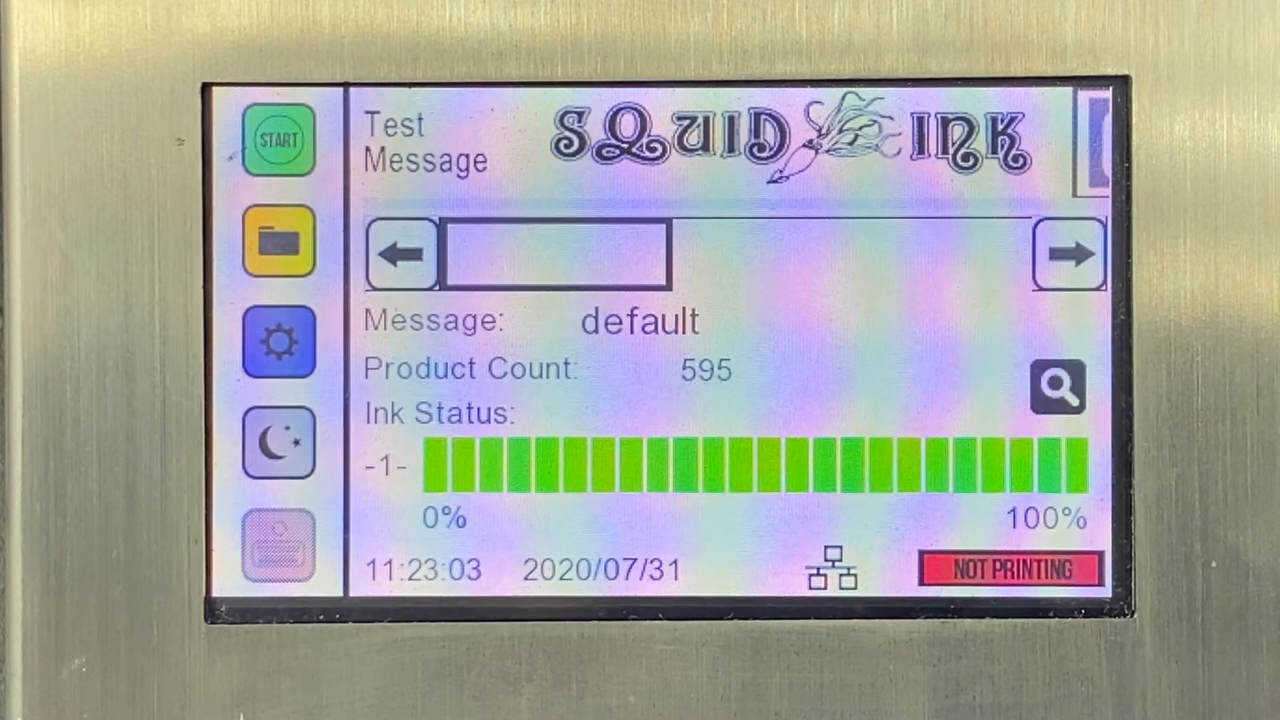 START
Test
Message
SQUID INK
Message: default
Product Count: 595
Ink Status:
-1-
0% 100%
11:23:03 2020/07/31
NOT PRINTING